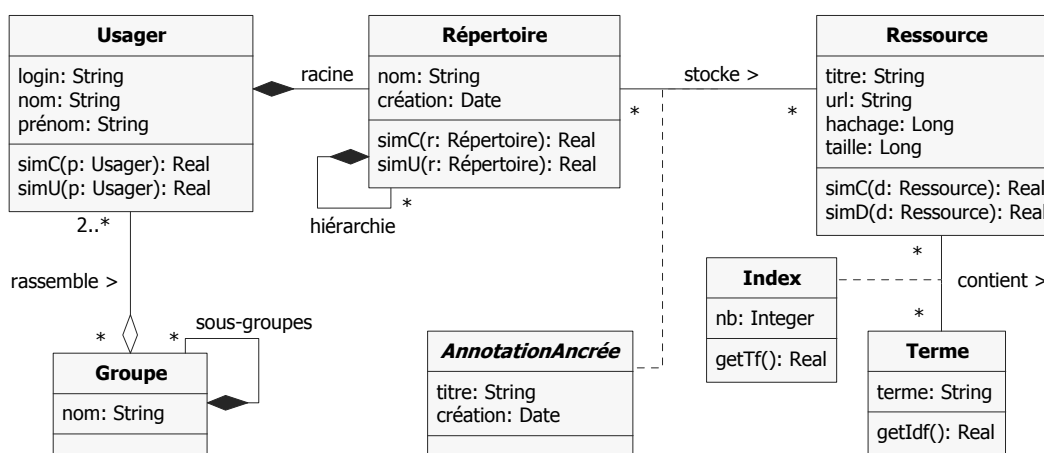 Usager
login: String
nom: String
prénom: String
simC(p: Usager): Real
simU(p: Usager): Real
racine
Répertoire
nom: String
création: Date
simC(r: Répertoire): Real
simU(r: Répertoire): Real
*
hiérarchie
stocke >
*
*
Ressource
titre: String
url: String
hachage: Long
taille: Long
simC(d: Ressource): Real
simD(d: Ressource): Real
2..*
rassemble >
*
*
sous-groupes
Groupe
nom: String
AnnotationAncrée
titre: String
création: Date
Index
nb: Integer
getTf(): Real
*
contient >
*
Terme
terme: String
getIdf(): Real